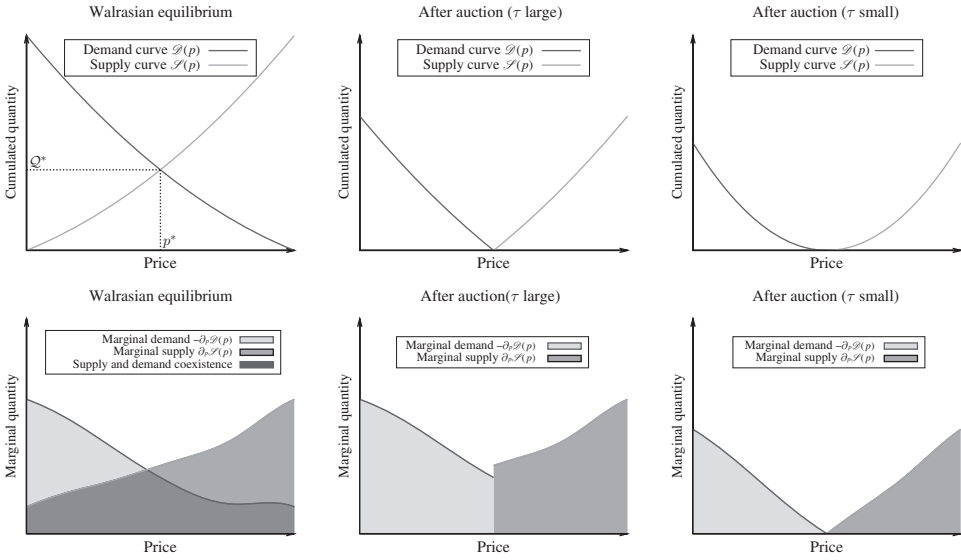 Walrasian equilibrium
Demand curve 𝒟(p)
Supply curve 𝒮(p)
Cumulated quantity
𝒬*
p*
Price
After auction (τ large)
Demand curve 𝒟(p)
Supply curve 𝒮(p)
Cumulated quantity
Price
After auction (τ small)
Demand curve 𝒟(p)
Supply curve 𝒮(p)
Cumulated quantity
Price
Walrasian equilibrium
Marginal demand –∂ₚ𝒟(p)
Marginal supply ∂ₚ𝒮(p)
Supply and demand coexistence
Marginal quantity
Price
After auction(τ large)
Marginal demand –∂ₚ𝒟(p)
Marginal supply ∂ₚ𝒮(p)
Marginal quantity
Price
After auction (τ small)
Marginal demand –∂ₚ𝒟(p)
Marginal supply ∂ₚ𝒮(p)
Marginal quantity
Price